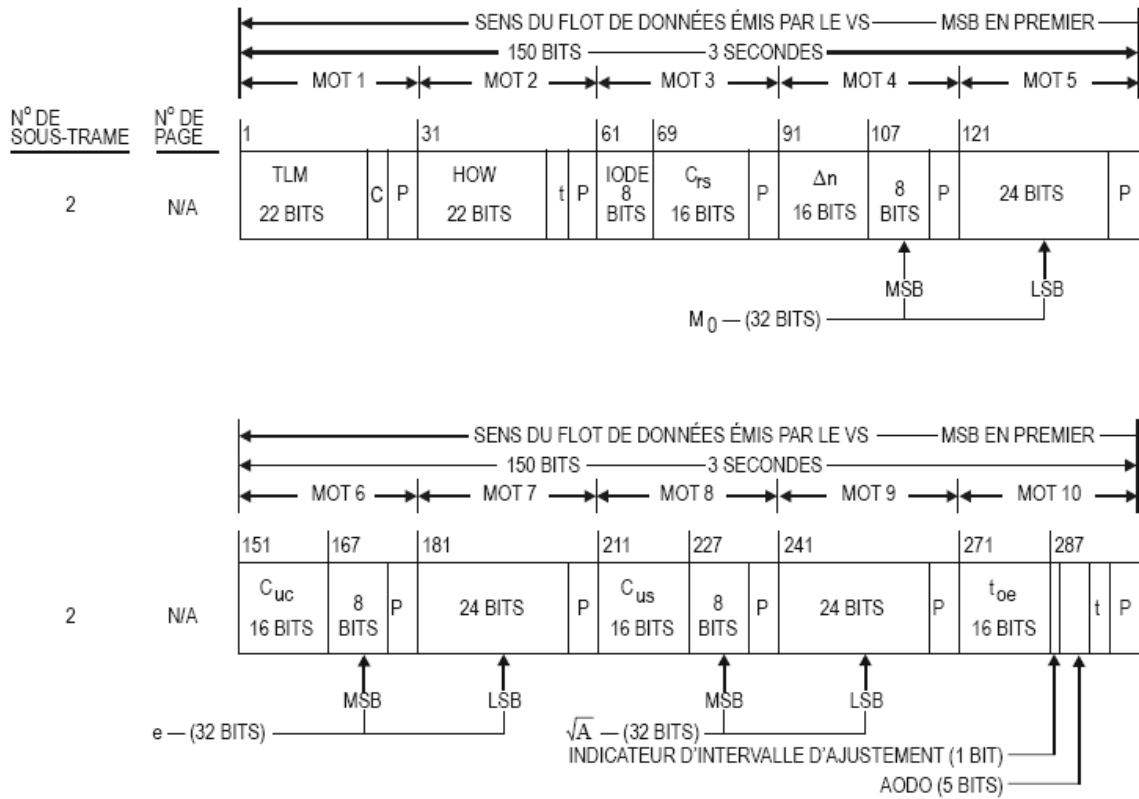 SENS DU FLOT DE DONNÉES ÉMIS PAR LE VS MSB EN PREMIER
150 BITS 3 SECONDES
MOT 1 MOT 2 MOT 3 MOT 4 MOT 5
N° DE SOUS-TRAME
N° DE PAGE
1 31 61 69 91 107 121
2
N/A
TLM
22 BITS
C
P
HOW
22 BITS
t
P
IODE
8
BITS
Crs
16 BITS
P
Δn
16 BITS
8
BITS
P
24 BITS
P
MSB
LSB
M0 — (32 BITS)
SENS DU FLOT DE DONNÉES ÉMIS PAR LE VS MSB EN PREMIER
150 BITS 3 SECONDES
MOT 6 MOT 7 MOT 8 MOT 9 MOT 10
151 167 181 211 227 241 271 287
2
N/A
Cuc
16 BITS
8
BITS
P
24 BITS
P
Cus
16 BITS
8
BITS
P
24 BITS
P
toe
16 BITS
t
P
MSB
LSB
MSB
LSB
e — (32 BITS)
√A — (32 BITS)
INDICATEUR D'INTERVALLE D'AJUSTEMENT (1 BIT)
AODO (5 BITS)